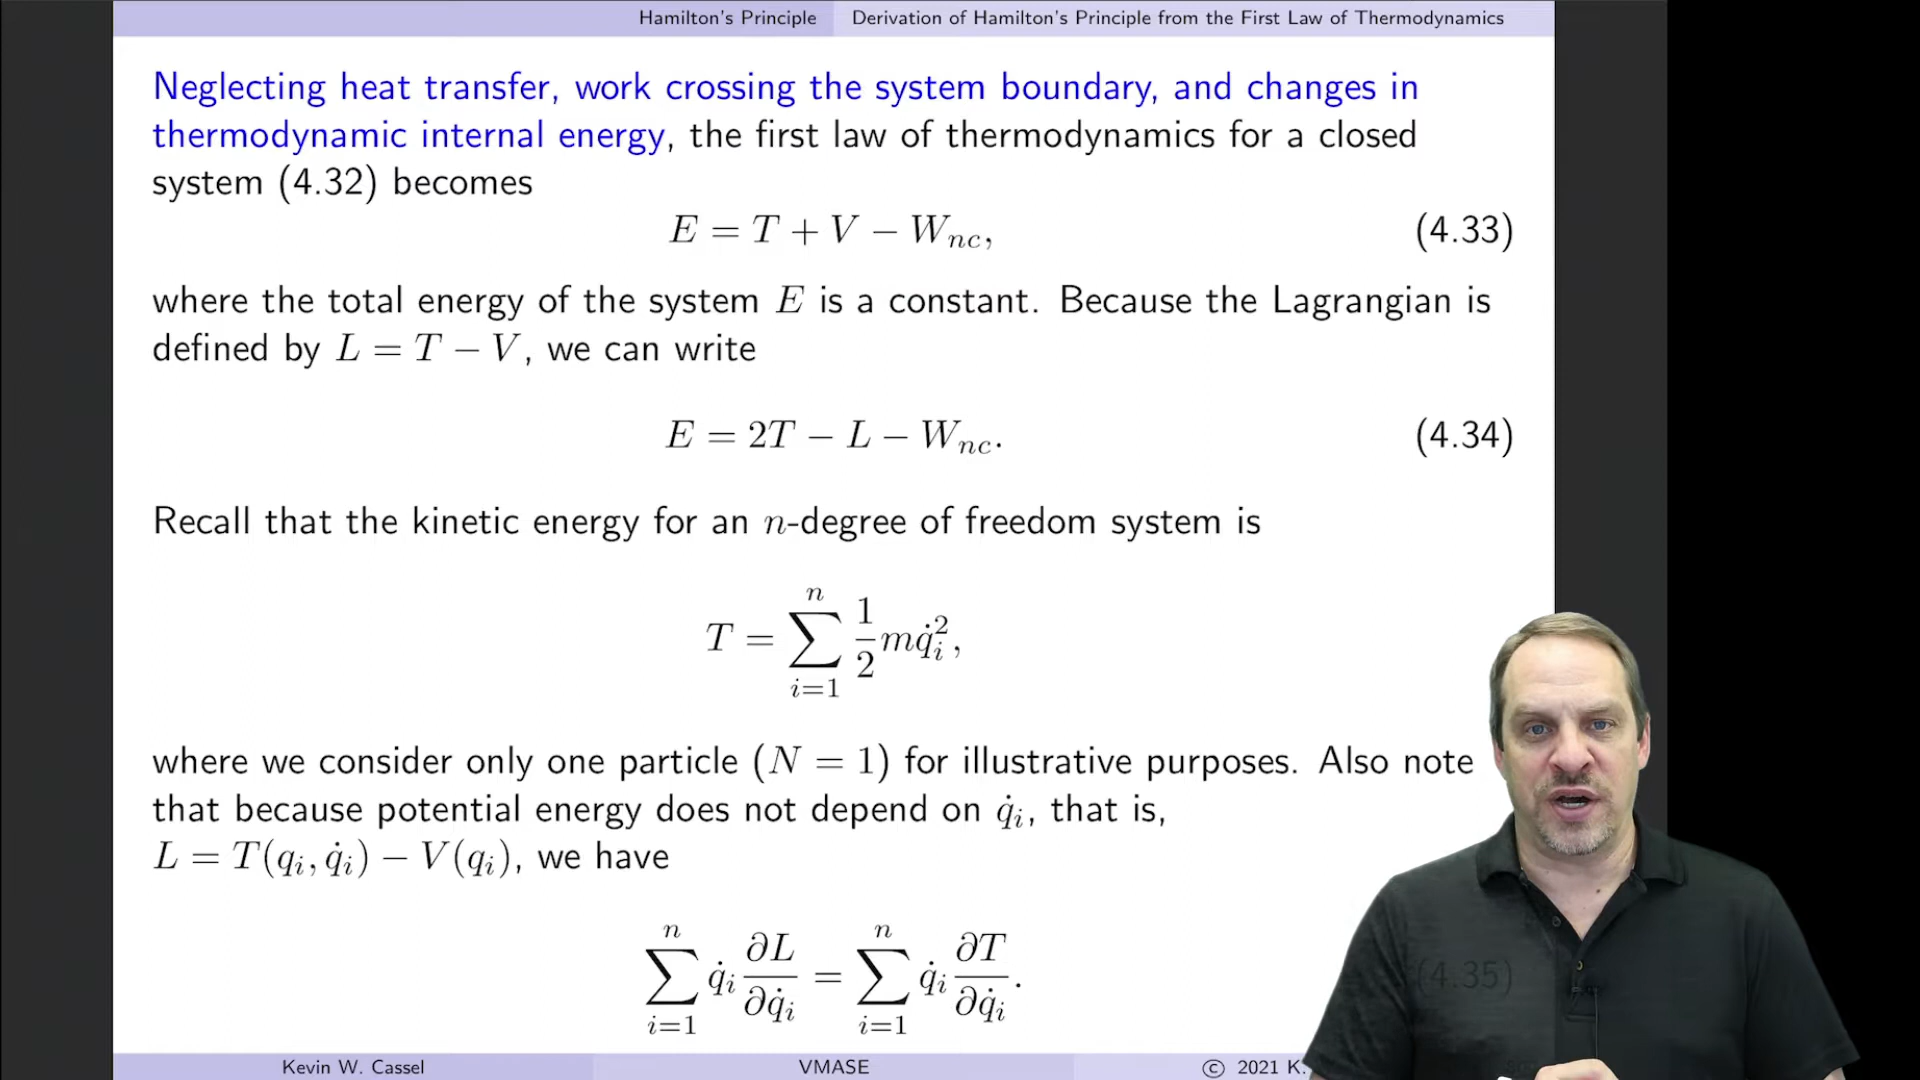 Hamilton's Principle Derivation of Hamilton's Principle from the First Law of Thermodynamics
Neglecting heat transfer, work crossing the system boundary, and changes in
thermodynamic internal energy, the first law of thermodynamics for a closed
system (4.32) becomes
E = T + V − W_{nc}, (4.33)
where the total energy of the system E is a constant. Because the Lagrangian is
defined by L = T − V, we can write
E = 2T − L − W_{nc}. (4.34)
Recall that the kinetic energy for an n-degree of freedom system is
T = \sum_{i=1}^{n} \frac{1}{2} m\dot{q}_i^2,
where we consider only one particle (N = 1) for illustrative purposes. Also note
that because potential energy does not depend on \dot{q}_i, that is,
L = T(q_i, \dot{q}_i) − V(q_i), we have
\sum_{i=1}^{n} \dot{q}_i \frac{∂L}{∂\dot{q}_i} = \sum_{i=1}^{n} \dot{q}_i \frac{∂T}{∂\dot{q}_i}. (4.35)
Kevin W. Cassel VMASE © 2021 K.